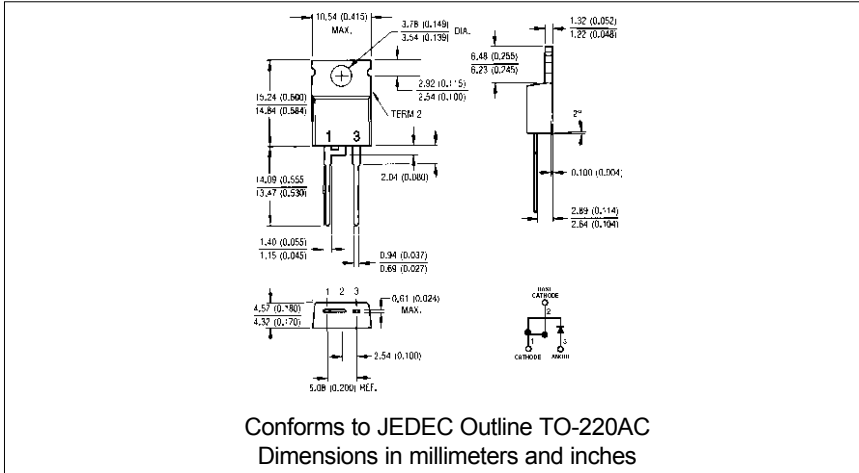 10.54 (0.415)
MAX.
3.78 (0.149)
3.54 (0.139)
DIA.
1.32 (0.052)
1.22 (0.048)
6.48 (0.255)
6.23 (0.245)
2.92 (0.115)
2.54 (0.100)
TERM 2
15.24 (0.600)
14.84 (0.584)
1 3
2°
2.04 (0.080)
0.100 (0.004)
14.09 (0.555
13.47 (0.530)
2.89 (0.114)
2.64 (0.104)
1.40 (0.055)
1.15 (0.045)
0.94 (0.037)
0.69 (0.027)
1 2 3
0.61 (0.024)
MAX.
4.57 (0.180)
4.32 (0.170)
2.54 (0.100)
5.08 (0.200) REF.
CATHODE
2
1 3
CATHODE
Conforms to JEDEC Outline TO-220AC
Dimensions in millimeters and inches